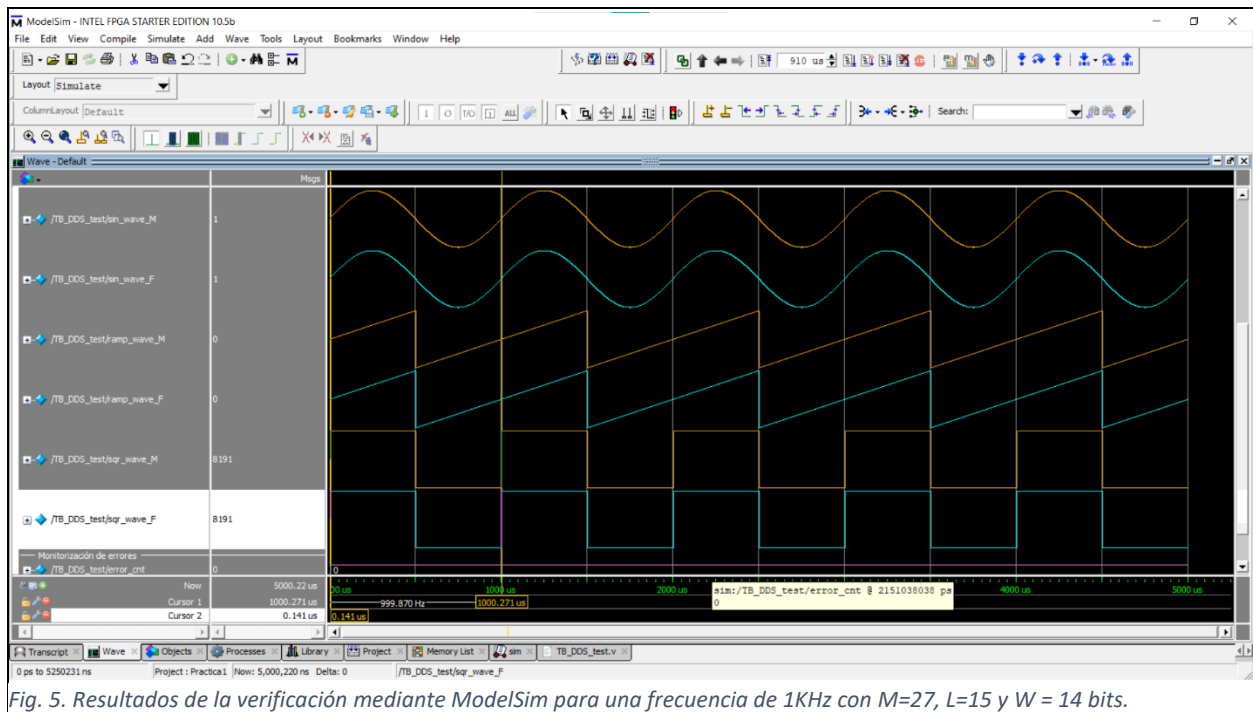 ModelSim - INTEL FPGA STARTER EDITION 10.5b
File Edit View Compile Simulate Add Wave Tools Layout Bookmarks Window Help
910 us
Layout Simulate
ColumnLayout Default
I O I/O ALL
Search:
Wave - Default
Msgs
/TB_DDS_test/sin_wave_M 1
/TB_DDS_test/sin_wave_F 1
/TB_DDS_test/ramp_wave_M 0
/TB_DDS_test/ramp_wave_F 0
/TB_DDS_test/sqr_wave_M 8191
/TB_DDS_test/sqr_wave_F 8191
Monitorización de errores
/TB_DDS_test/error_cnt 0 0
Now 5000.22 us 00 us 1000 us 2000 us 4000 us 5000 us
sim:/TB_DDS_test/error_cnt @ 2151038038 ps
0
Cursor 1 1000.271 us 999.870 Hz 1000.271 us
Cursor 2 0.141 us 0.141 us
Transcript Wave Objects Processes Library Project Memory List sim TB_DDS_test.v
0 ps to 5250231 ns Project : Practica1 Now: 5,000,220 ns Delta: 0 /TB_DDS_test/sqr_wave_F
Fig. 5. Resultados de la verificación mediante ModelSim para una frecuencia de 1KHz con M=27, L=15 y W = 14 bits.